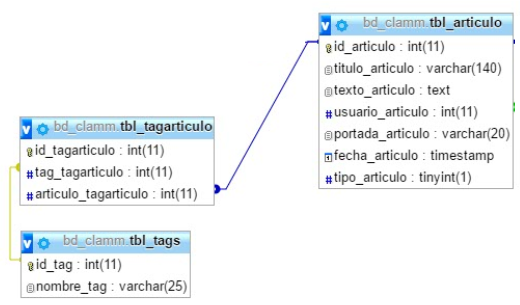 bd_clamm.tbl_articulo
id_articulo : int(11)
titulo_articulo : varchar(140)
texto_articulo : text
usuario_articulo : int(11)
portada_articulo : varchar(20)
fecha_articulo : timestamp
tipo_articulo : tinyint(1)
bd_clamm.tbl_tagarticulo
id_tagarticulo : int(11)
tag_tagarticulo : int(11)
articulo_tagarticulo : int(11)
bd_clamm.tbl_tags
id_tag : int(11)
nombre_tag : varchar(25)